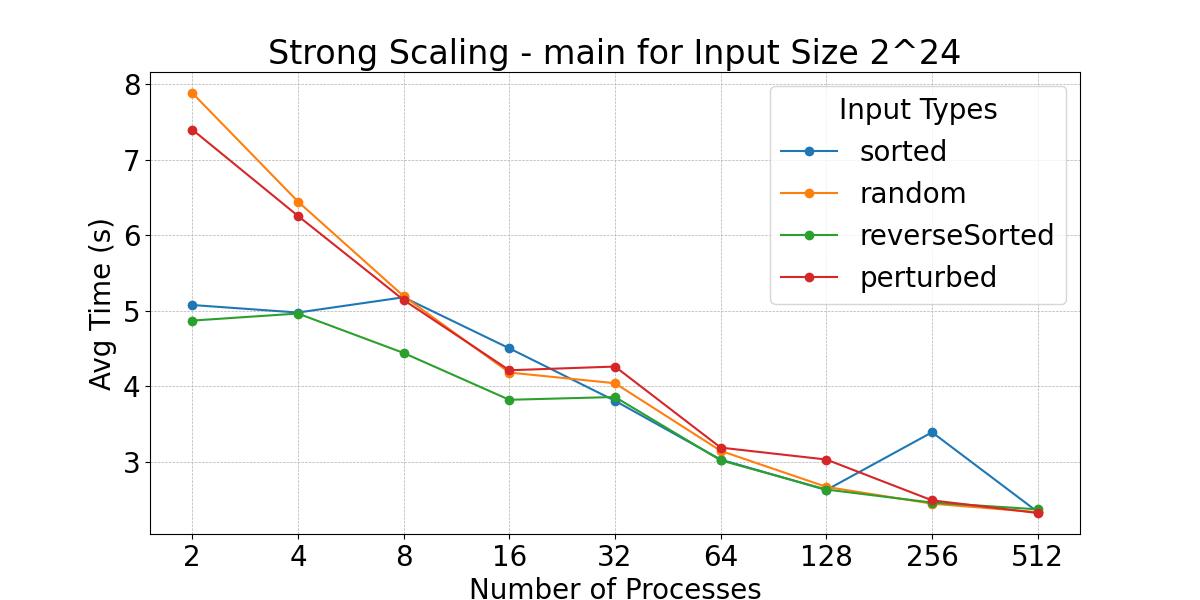 Strong Scaling - main for Input Size 2^24
Avg Time (s)
8
7
6
5
4
3
Input Types
sorted
random
reverseSorted
perturbed
2 4 8 16 32 64 128 256 512
Number of Processes